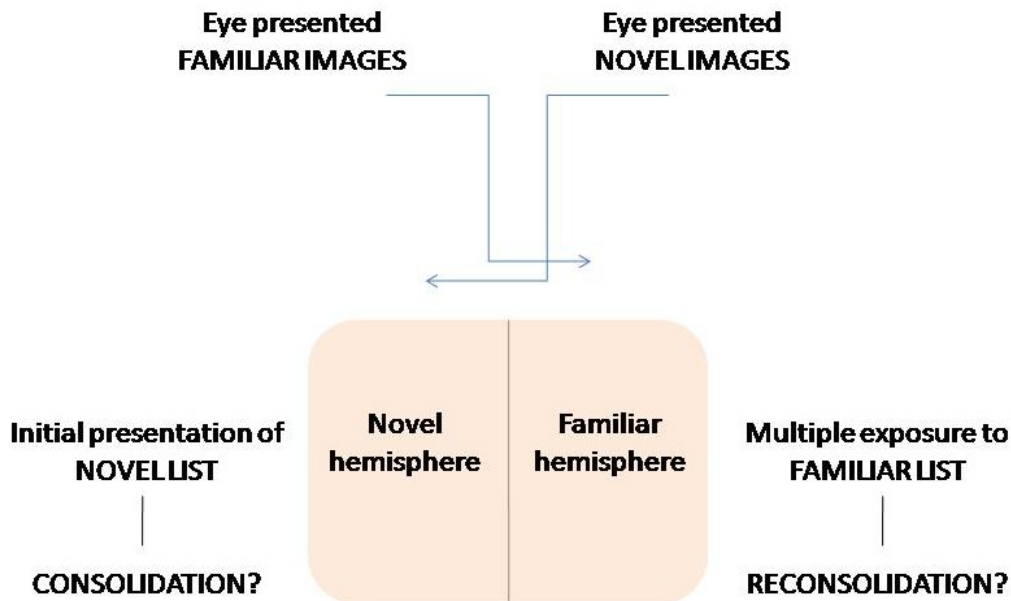 Eye presented
FAMILIAR IMAGES
Eye presented
NOVEL IMAGES
Novel
hemisphere
Familiar
hemisphere
Initial presentation of
NOVEL LIST
CONSOLIDATION?
Multiple exposure to
FAMILIAR LIST
RECONSOLIDATION?